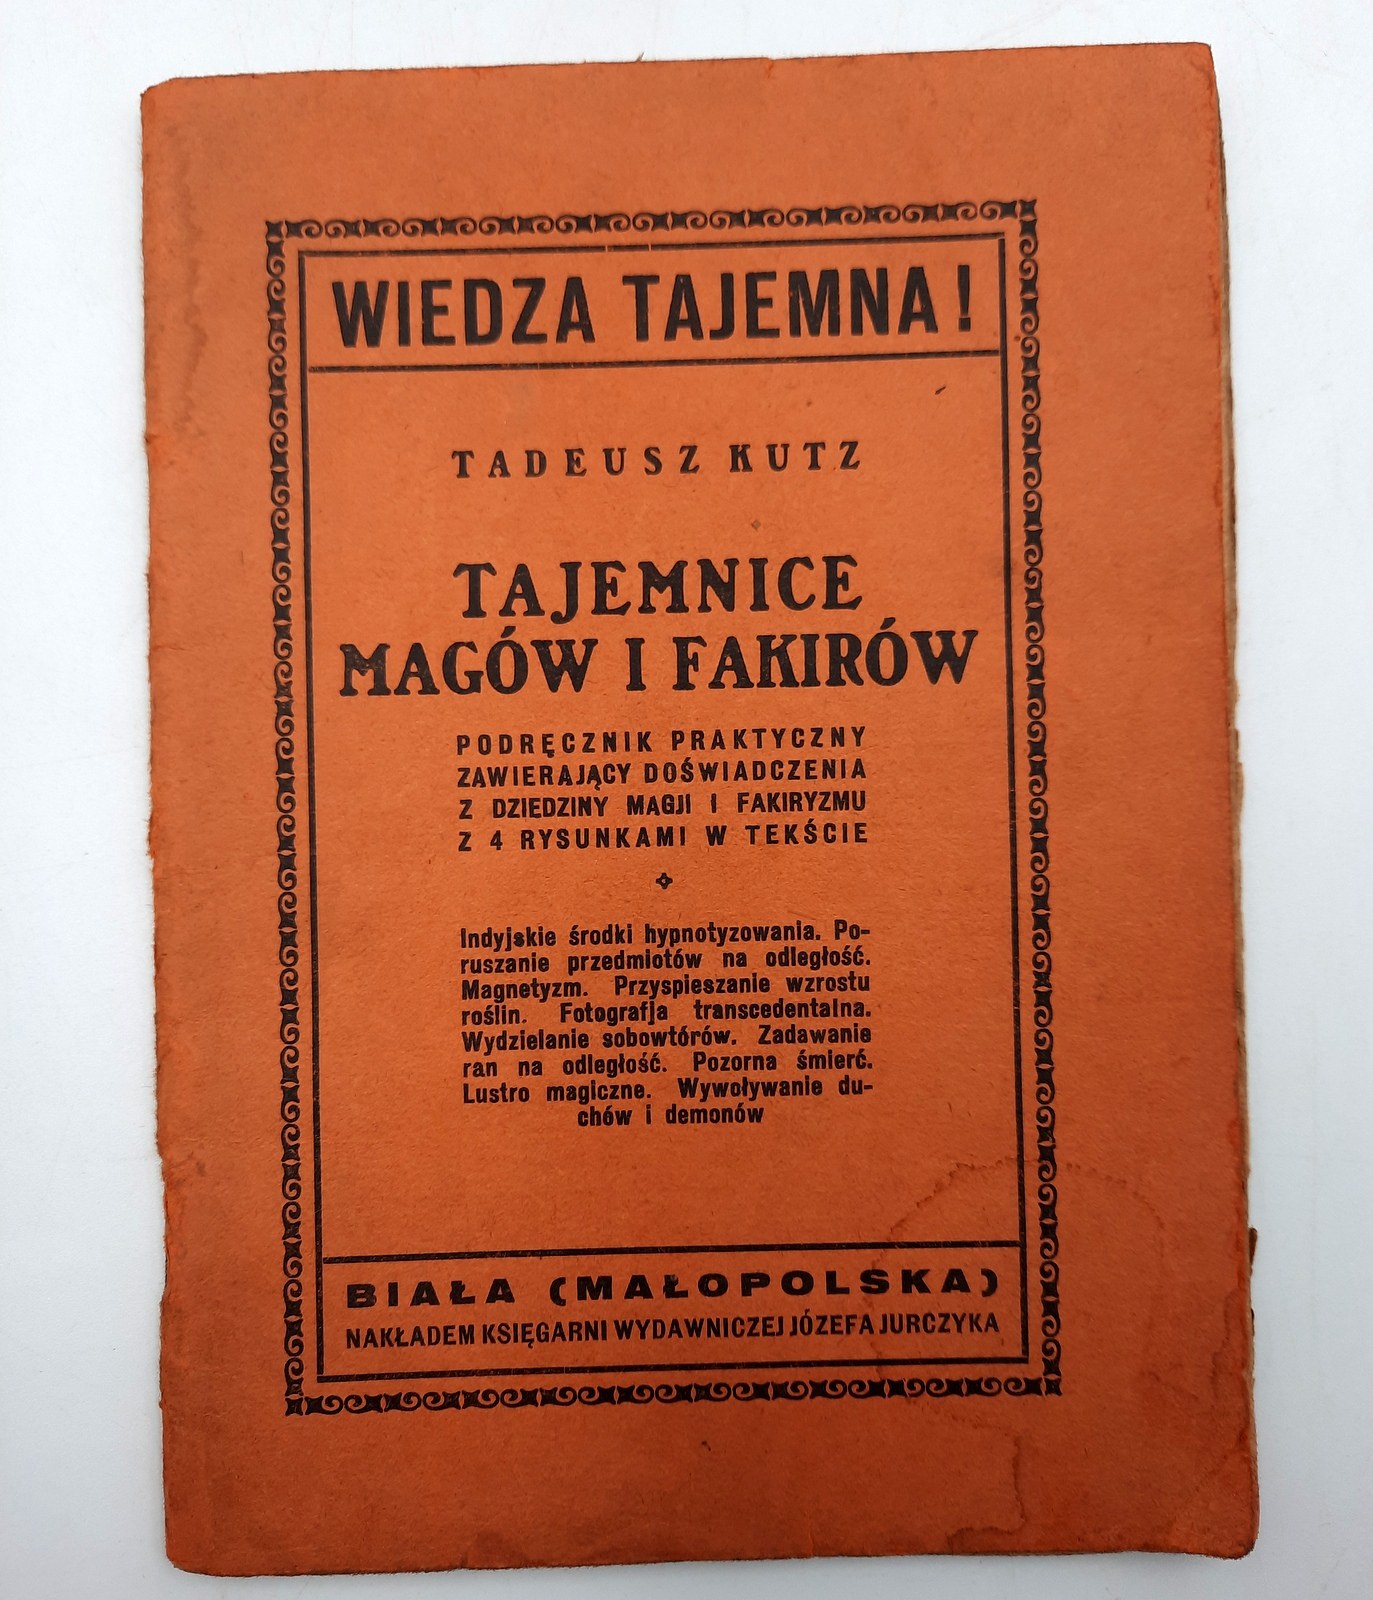 WIEDZA TAJEMNA!
TADEUSZ KUTZ
TAJEMNICE
MAGÓW I FAKIRÓW
PODRĘCZNIK PRAKTYCZNY
ZAWIERAJĄCY DOŚWIADCZENIA
Z DZIEDZINY MAGJI I FAKIRYZMU
Z 4 RYSUNKAMI W TEKŚCIE
Indyjskie środki hypnotyzowania. Po-
ruszanie przedmiotów na odległość.
Magnetyzm. Przyspieszanie wzrostu
roślin. Fotografja transcedentalna.
Wydzielanie sobowtórów. Zadawanie
ran na odległość. Pozorna śmierć.
Lustro magiczne. Wywoływanie du-
chów i demonów
BIAŁA (MAŁOPOLSKA)
NAKŁADEM KSIĘGARNI WYDAWNICZEJ JÓZEFA JURCZYKA